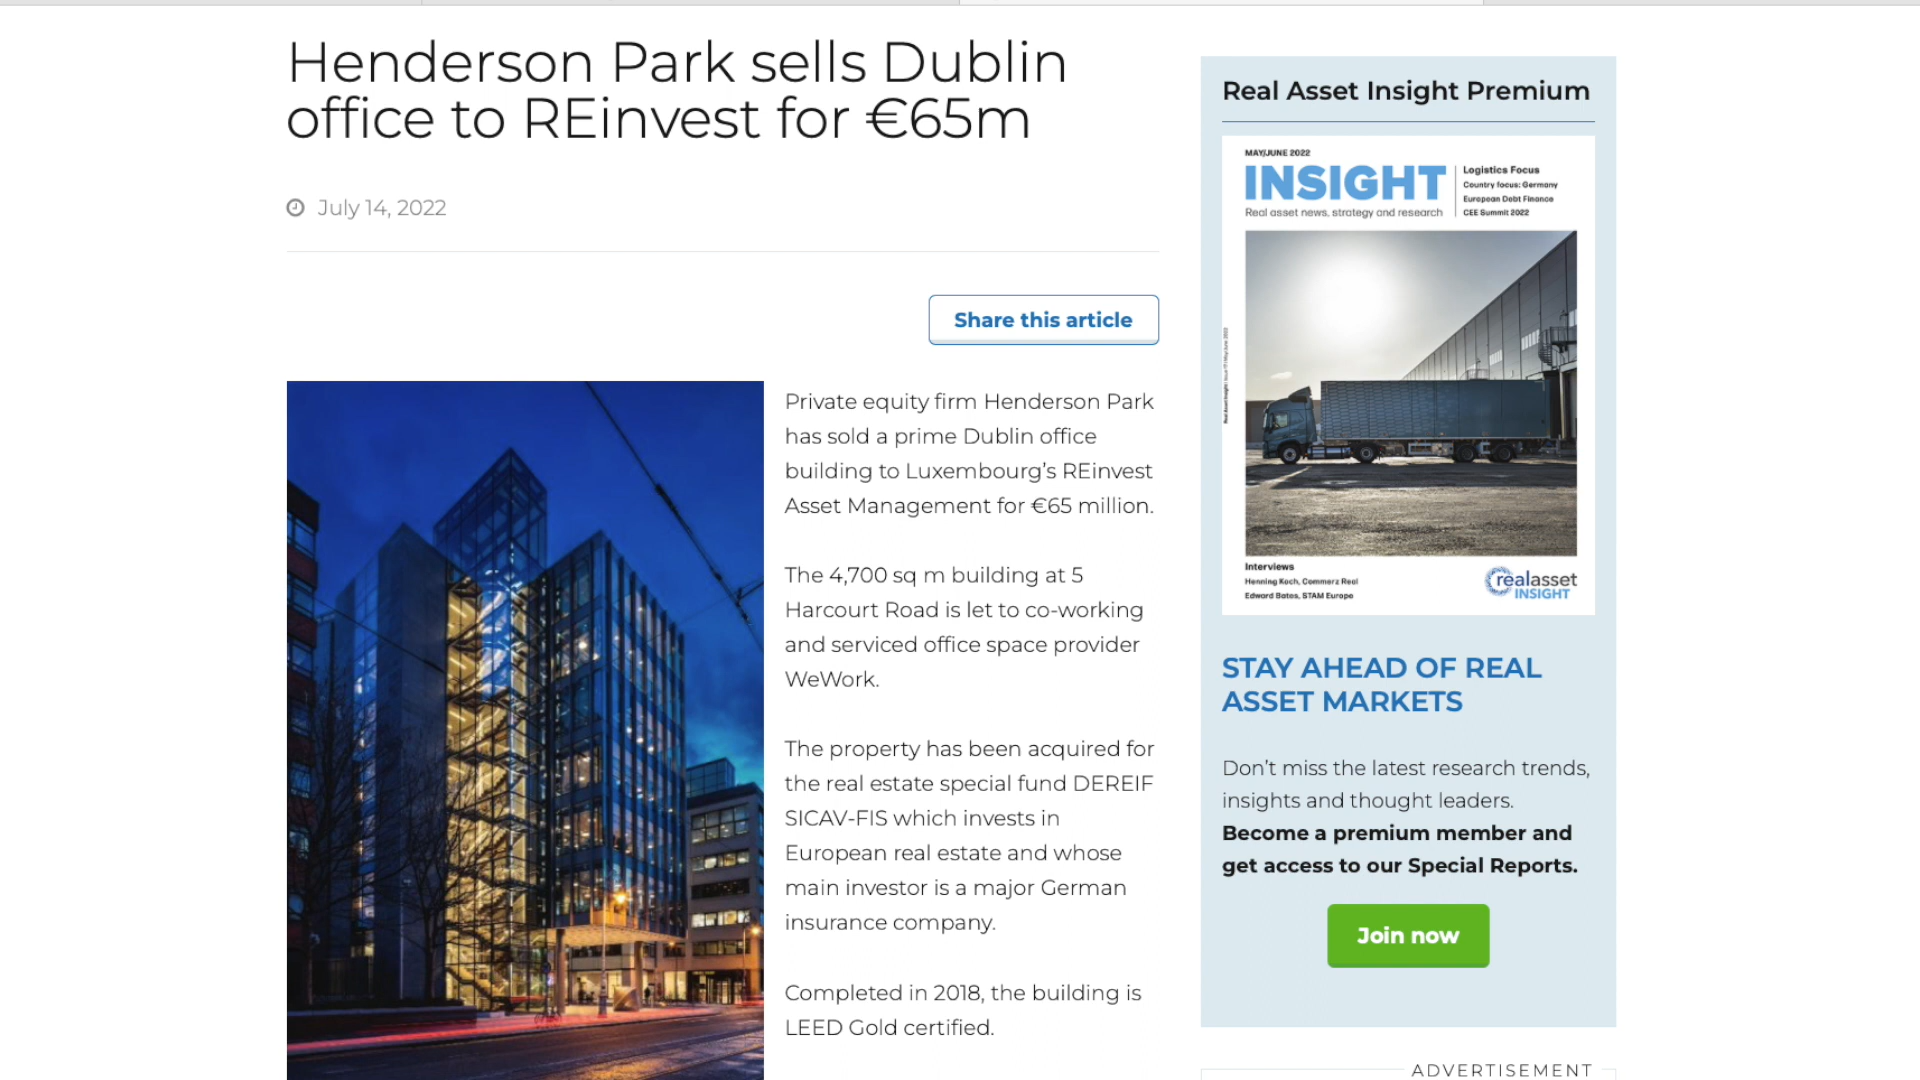 Henderson Park sells Dublin
office to REinvest for €65m
July 14, 2022
Share this article
Private equity firm Henderson Park
has sold a prime Dublin office
building to Luxembourg’s REinvest
Asset Management for €65 million.
The 4,700 sq m building at 5
Harcourt Road is let to co-working
and serviced office space provider
WeWork.
The property has been acquired for
the real estate special fund DEREIF
SICAV-FIS which invests in
European real estate and whose
main investor is a major German
insurance company.
Completed in 2018, the building is
LEED Gold certified.
Real Asset Insight Premium
MAY/JUNE 2022
INSIGHT
Real asset news, strategy and research
Logistics Focus
Country focus: Germany
European Debt Finance
CEE Summit 2022
Interviews
Henning Koch, Commerz Real
Edward Bates, STAM Europe
realasset
INSIGHT
STAY AHEAD OF REAL
ASSET MARKETS
Don’t miss the latest research trends,
insights and thought leaders.
Become a premium member and
get access to our Special Reports.
Join now
ADVERTISEMENT